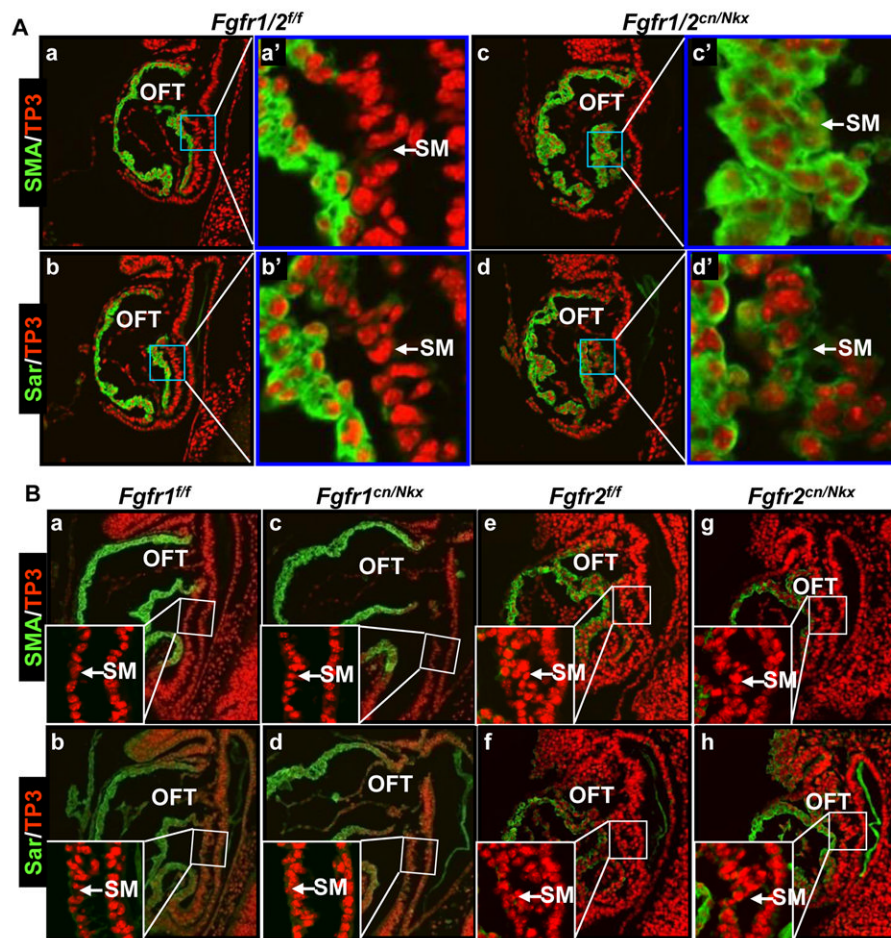 A
Fgfr1/2f/f
Fgfr1/2cn/Nkx
SMA/TP3
a
OFT
a’
SM
c
OFT
c’
SM
Sar/TP3
b
OFT
b’
SM
d
OFT
d’
SM
B
Fgfr1f/f
Fgfr1cn/Nkx
Fgfr2f/f
Fgfr2cn/Nkx
SMA/TP3
a
OFT
SM
c
OFT
SM
e
OFT
SM
g
OFT
SM
Sar/TP3
b
OFT
SM
d
OFT
SM
f
OFT
SM
h
OFT
SM